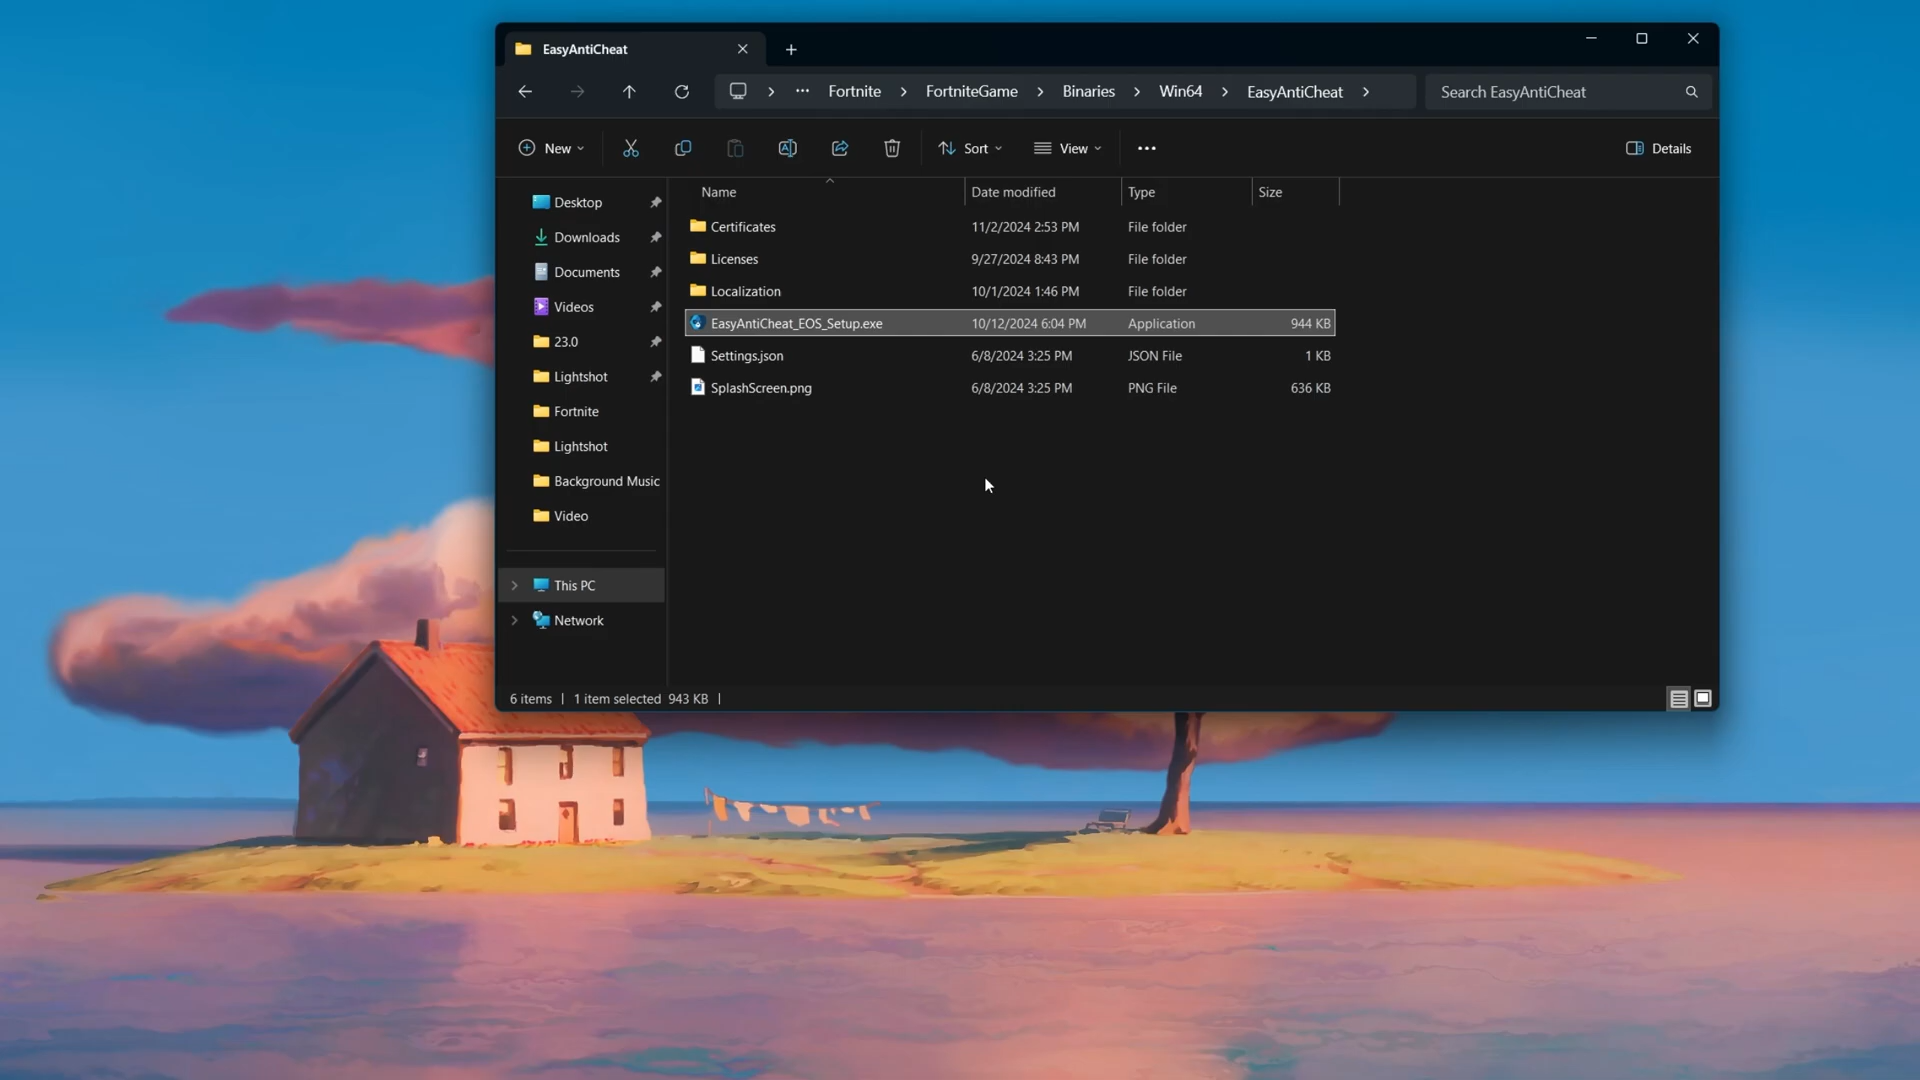 EasyAntiCheat
Fortnite FortniteGame Binaries Win64 EasyAntiCheat Search EasyAntiCheat
New Sort View Details
Name Date modified Type Size
Desktop
Downloads
Documents
Videos
23.0
Lightshot
Fortnite
Lightshot
Background Music
Video
This PC
Network
Certificates 11/2/2024 2:53 PM File folder
Licenses 9/27/2024 8:43 PM File folder
Localization 10/1/2024 1:46 PM File folder
EasyAntiCheat_EOS_Setup.exe 10/12/2024 6:04 PM Application 944 KB
Settings.json 6/8/2024 3:25 PM JSON File 1 KB
SplashScreen.png 6/8/2024 3:25 PM PNG File 636 KB
6 items | 1 item selected 943 KB |